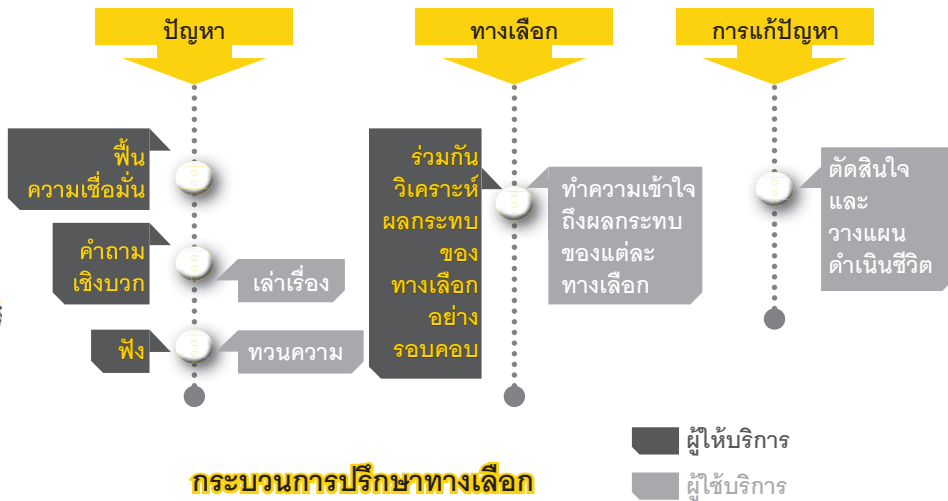 ปัญหา
ฟื้น
ความเชื่อมั่น
คำถาม
เชิงบวก
เล่าเรื่อง
ฟัง
ทวนความ
ทางเลือก
ร่วมกัน
วิเคราะห์
ผลกระทบ
ของ
ทางเลือก
อย่าง
รอบคอบ
ทำความเข้าใจ
ถึงผลกระทบ
ของแต่ละ
ทางเลือก
การแก้ปัญหา
ตัดสินใจ
และ
วางแผน
ดำเนินชีวิต
ผู้ให้บริการ
ผู้ใช้บริการ
กระบวนการปรึกษาทางเลือก